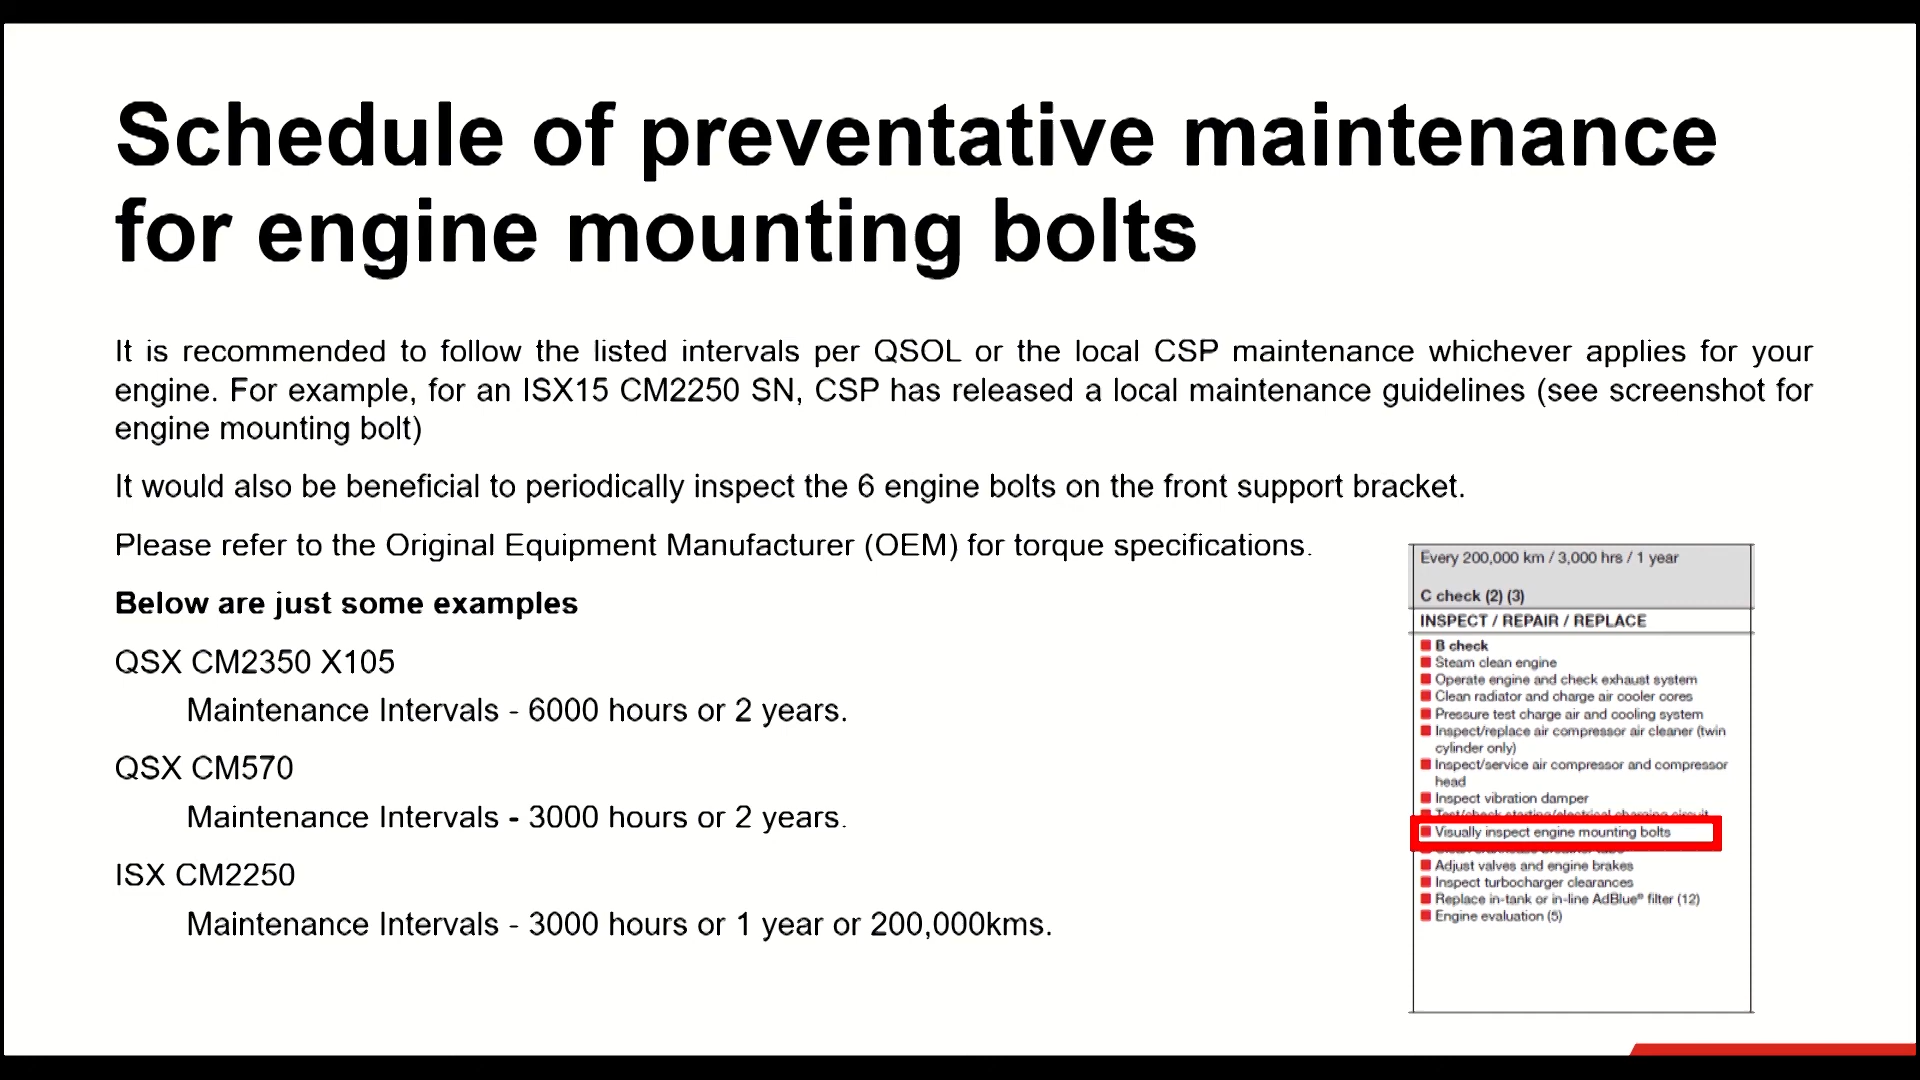 Schedule of preventative maintenance
for engine mounting bolts
It is recommended to follow the listed intervals per QSOL or the local CSP maintenance whichever applies for your
engine. For example, for an ISX15 CM2250 SN, CSP has released a local maintenance guidelines (see screenshot for
engine mounting bolt)
It would also be beneficial to periodically inspect the 6 engine bolts on the front support bracket.
Please refer to the Original Equipment Manufacturer (OEM) for torque specifications.
Below are just some examples
QSX CM2350 X105
Maintenance Intervals - 6000 hours or 2 years.
QSX CM570
Maintenance Intervals - 3000 hours or 2 years.
ISX CM2250
Maintenance Intervals - 3000 hours or 1 year or 200,000kms.
Every 200,000 km / 3,000 hrs / 1 year
C check (2) (3)
INSPECT / REPAIR / REPLACE
B check
Steam clean engine
Operate engine and check exhaust system
Clean radiator and charge air cooler cores
Pressure test charge air and cooling system
Inspect/replace air compressor air cleaner (twin
cylinder only)
Inspect/service air compressor and compressor
head
Inspect vibration damper
Test/check starting/electrical charging circuit
Visually inspect engine mounting bolts
Adjust valves and engine brakes
Inspect turbocharger clearances
Replace in-tank or in-line AdBlue® filter (12)
Engine evaluation (5)